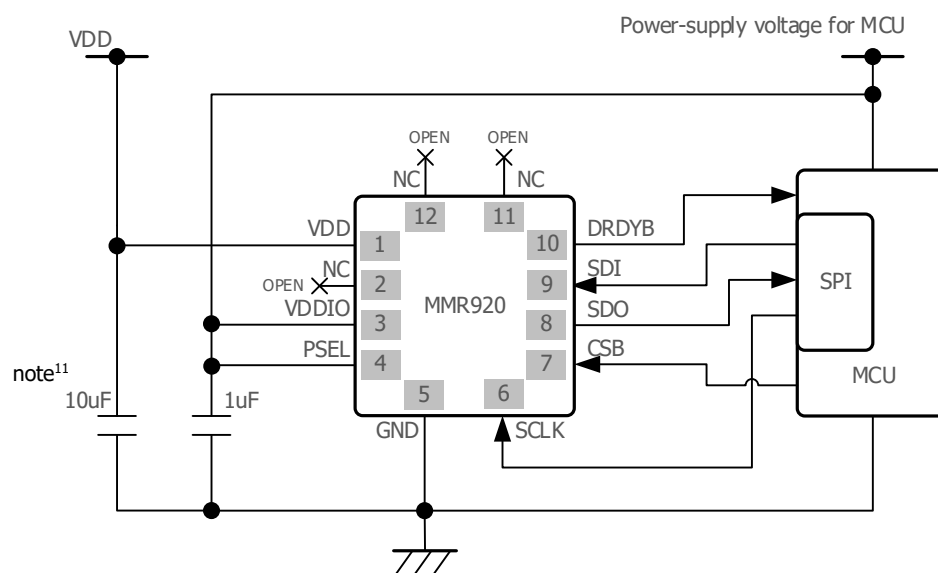 Power-supply voltage for MCU
VDD
OPEN
OPEN
NC
NC
12
11
VDD
1
10
DRDYB
NC
OPEN
2
9
SDI
MMR920
SPI
VDDIO
3
8
SDO
PSEL
4
7
CSB
note¹¹
MCU
10uF
1uF
5
6
GND
SCLK